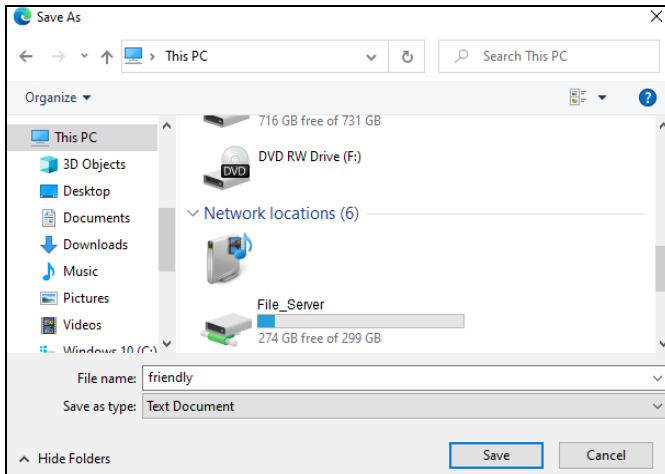 Save As
This PC
Search This PC
Organize
This PC
3D Objects
Desktop
Documents
Downloads
Music
Pictures
Videos
Windows 10 (C:)
716 GB free of 731 GB
DVD RW Drive (F:)
DVD
Network locations (6)
File_Server
274 GB free of 299 GB
File name: friendly
Save as type: Text Document
Hide Folders
Save
Cancel